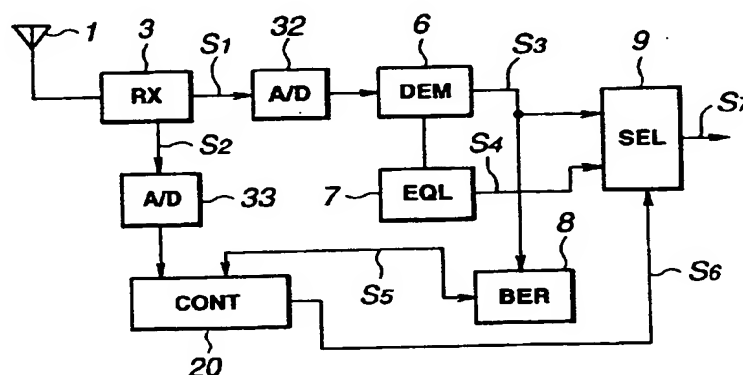 1
3
S1
32
6
S3
9
RX
A/D
DEM
SEL
S7
S2
S4
A/D
33
7
EQL
8
S5
BER
S6
CONT
20